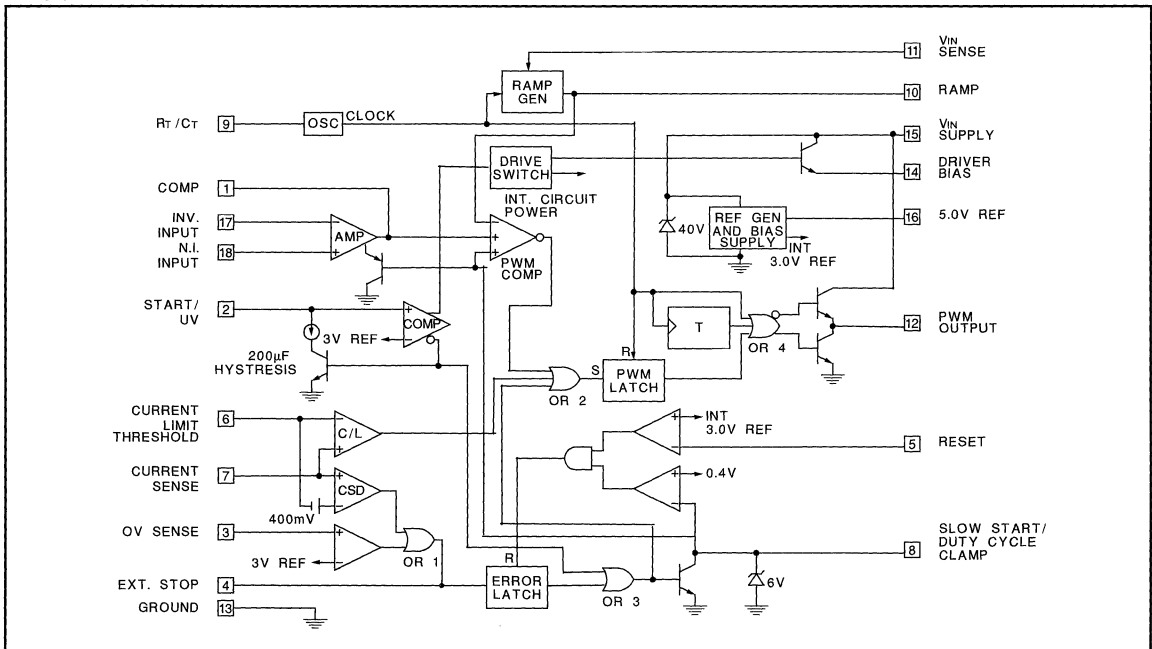 11 VIN SENSE
RAMP GEN
10 RAMP
RT/CT 9
OSC
CLOCK
15 VIN SUPPLY
DRIVE SWITCH
14 DRIVER BIAS
COMP 1
INT. CIRCUIT POWER
INV. INPUT 17
N.I. INPUT 18
-
+
AMP
+
+
PWM COMP
40V
REF GEN AND BIAS SUPPLY
16 5.0V REF
INT 3.0V REF
START/ UV 2
+
-
COMP
3V REF
200µF HYSTRESIS
T
OR 4
12 PWM OUTPUT
R
S
PWM LATCH
OR 2
CURRENT LIMIT THRESHOLD 6
-
+
C/L
+
-
INT 3.0V REF
5 RESET
CURRENT SENSE 7
+
-
CSD
400mV
+
-
0.4V
OV SENSE 3
+
-
3V REF
OR 1
8 SLOW START/ DUTY CYCLE CLAMP
R
EXT. STOP 4
ERROR LATCH
OR 3
6V
GROUND 13